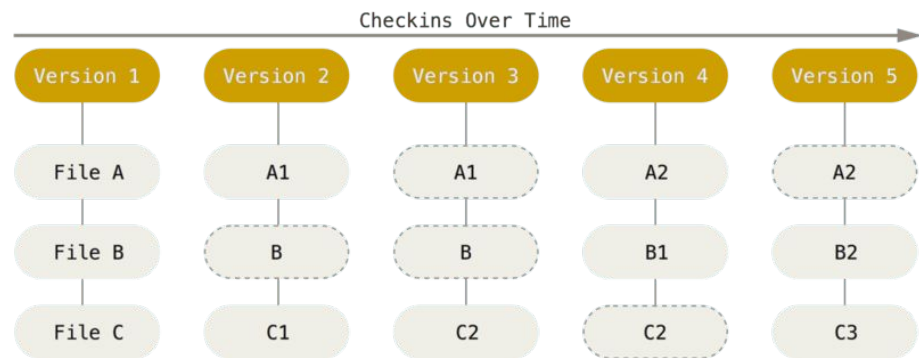 Checkins Over Time
Version 1 Version 2 Version 3 Version 4 Version 5
File A A1 A1 A2 A2
File B B B B1 B2
File C C1 C2 C2 C3